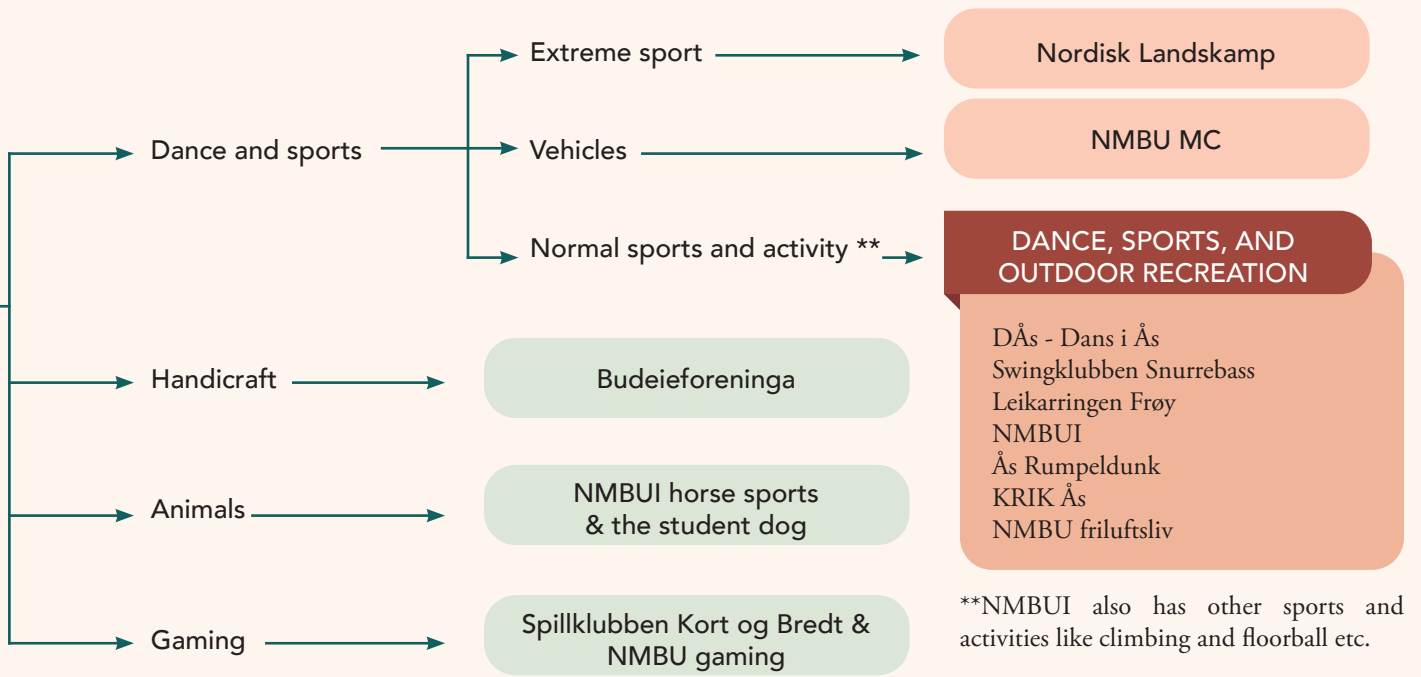 Extreme sport
Nordisk Landskamp
Dance and sports
Vehicles
NMBU MC
Normal sports and activity **
DANCE, SPORTS, AND
OUTDOOR RECREATION
DÅs - Dans i Ås
Swingklubben Snurrebass
Leikarringen Frøy
NMBUI
Ås Rumpeldunk
KRIK Ås
NMBU friluftsliv
Handicraft
Budeieforeninga
Animals
NMBUI horse sports
& the student dog
Gaming
Spillklubben Kort og Bredt &
NMBU gaming
**NMBUI also has other sports and
activities like climbing and floorball etc.